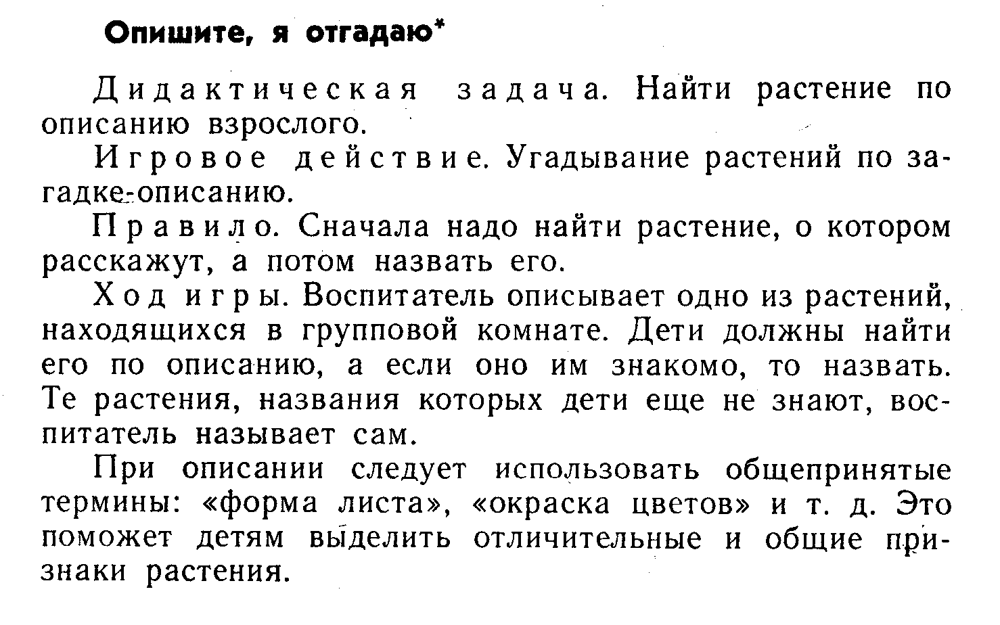 Опишите, я отгадаю*
Дидактическая задача. Найти растение по
описанию взрослого.
Игровое действие. Угадывание растений по за-
гадке-описанию.
Правило. Сначала надо найти растение, о котором
расскажут, а потом назвать его.
Ход игры. Воспитатель описывает одно из растений,
находящихся в групповой комнате. Дети должны найти
его по описанию, а если оно им знакомо, то назвать.
Те растения, названия которых дети еще не знают, вос-
питатель называет сам.
При описании следует использовать общепринятые
термины: «форма листа», «окраска цветов» и т. д. Это
поможет детям выделить отличительные и общие при-
знаки растения.